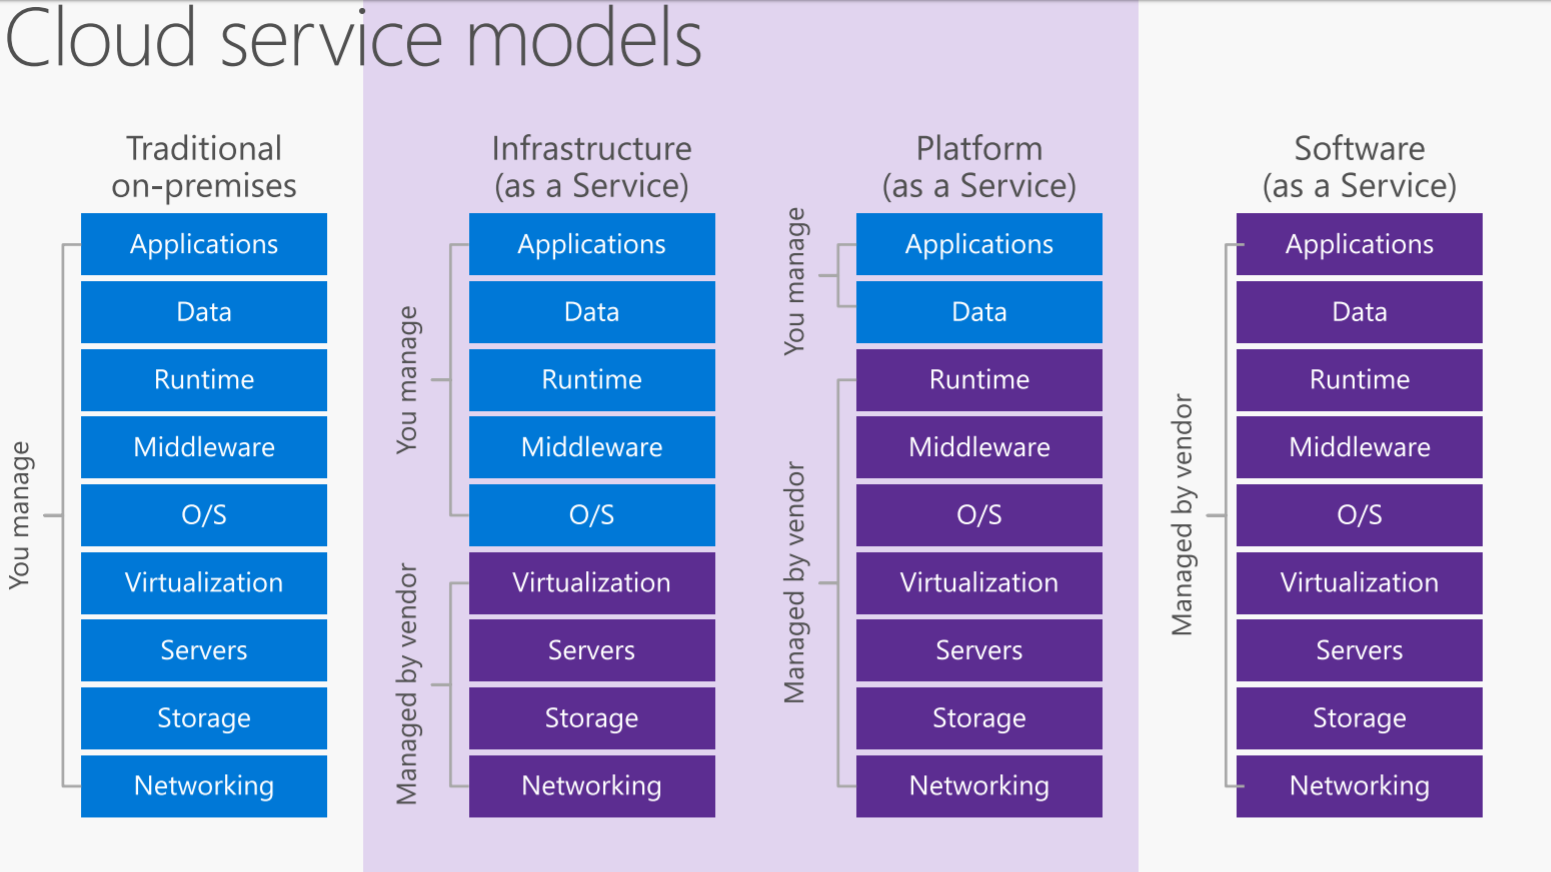 Cloud service models
Traditional
on-premises
You manage
Applications
Data
Runtime
Middleware
O/S
Virtualization
Servers
Storage
Networking
Infrastructure
(as a Service)
You manage
Managed by vendor
Applications
Data
Runtime
Middleware
O/S
Virtualization
Servers
Storage
Networking
Platform
(as a Service)
You manage
Managed by vendor
Applications
Data
Runtime
Middleware
O/S
Virtualization
Servers
Storage
Networking
Software
(as a Service)
Managed by vendor
Applications
Data
Runtime
Middleware
O/S
Virtualization
Servers
Storage
Networking